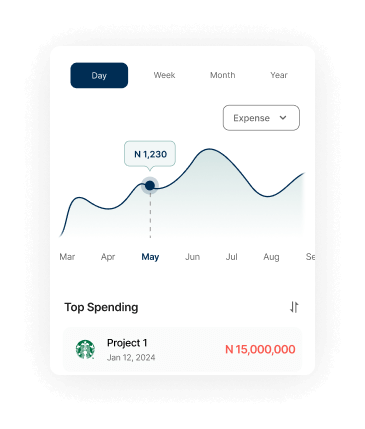 Day Week Month Year
Expense
N 1,230
Mar Apr May Jun Jul Aug Se
Top Spending
Project 1
Jan 12, 2024
N 15,000,000